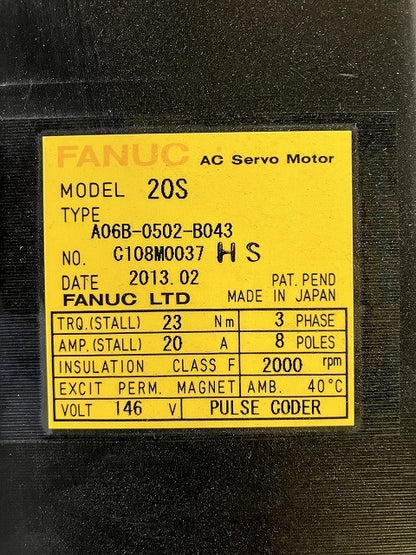 FANUC AC Servo Motor
MODEL 20S
TYPE
A06B-0502-B043
NO. C108M0037 HS
DATE 2013.02 PAT. PEND
FANUC LTD MADE IN JAPAN
TRQ.(STALL) 23 Nm 3 PHASE
AMP.(STALL) 20 A 8 POLES
INSULATION CLASS F 2000 rpm
EXCIT PERM. MAGNET AMB. 40°C
VOLT 146 V PULSE CODER